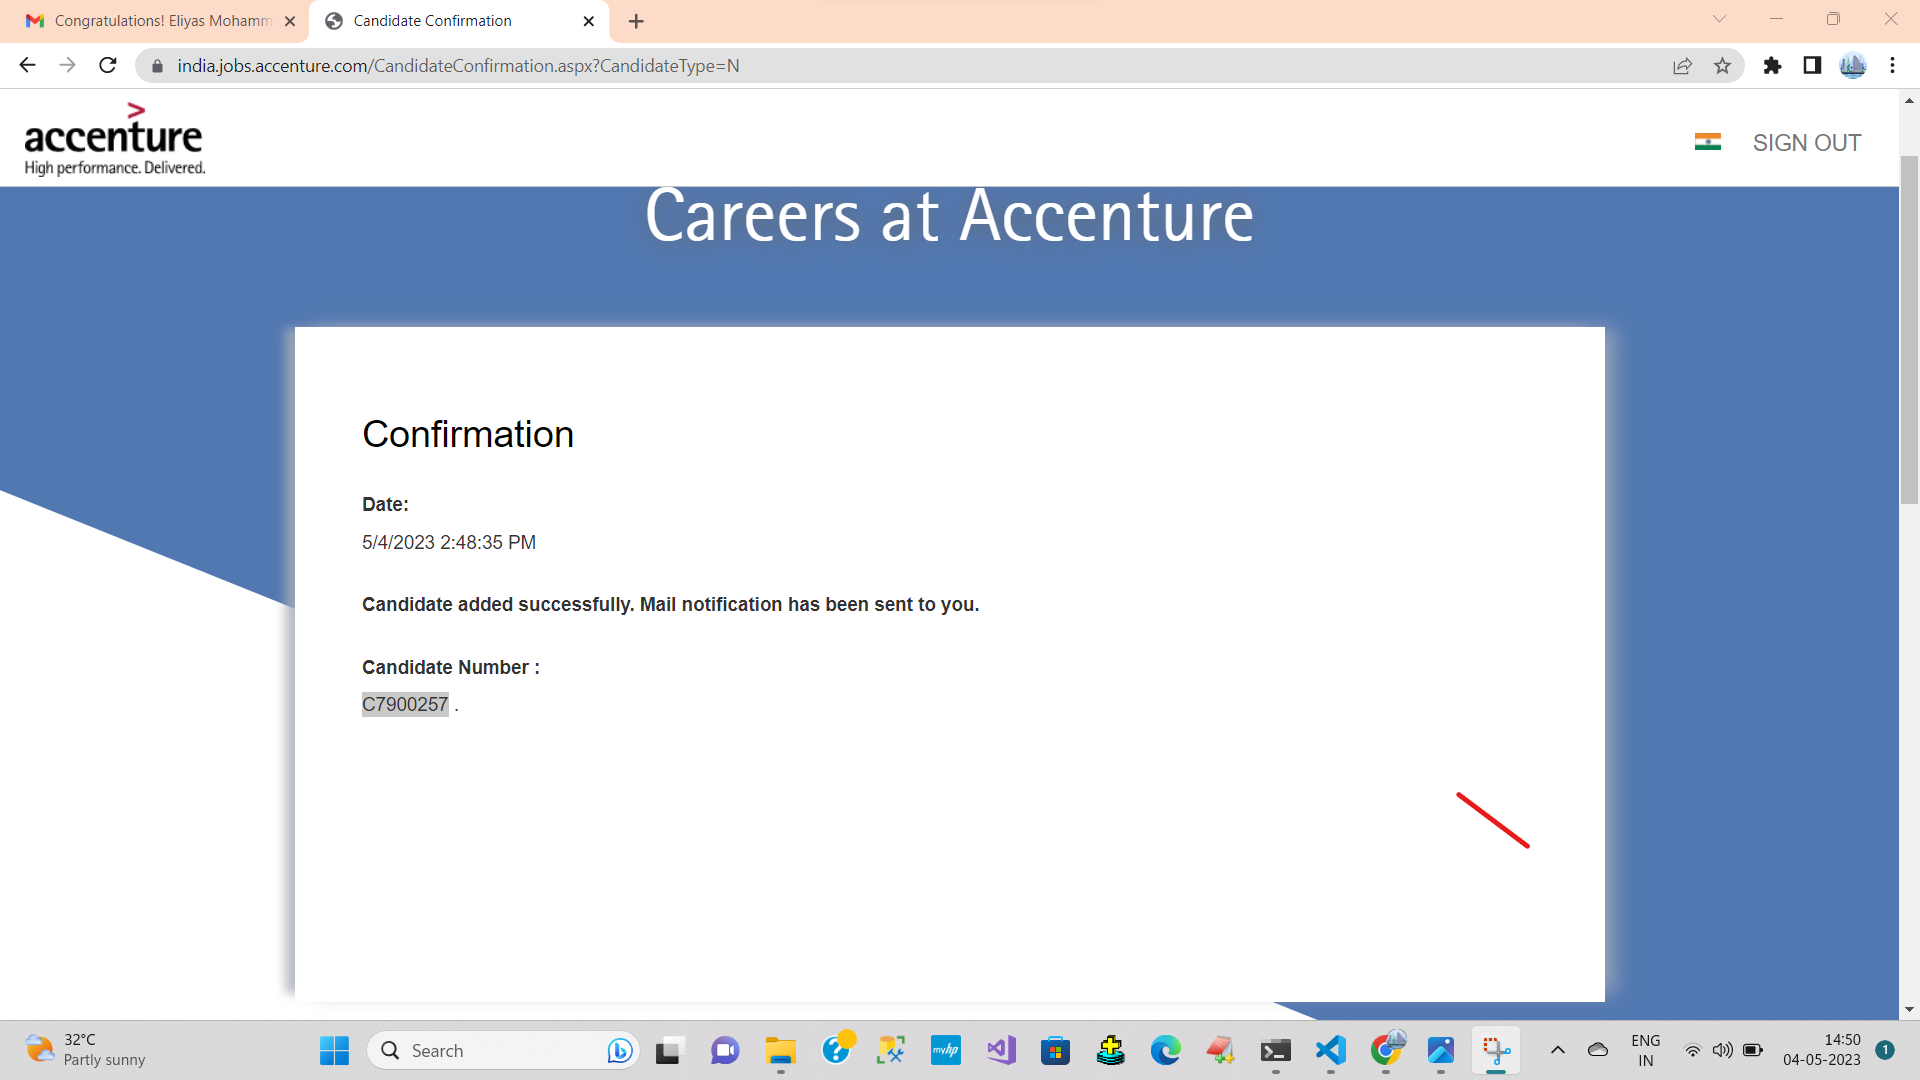 Congratulations! Eliyas Mohamm
Candidate Confirmation
india.jobs.accenture.com/CandidateConfirmation.aspx?CandidateType=N
accenture
High performance. Delivered.
SIGN OUT
Careers at Accenture
Confirmation
Date:
5/4/2023 2:48:35 PM
Candidate added successfully. Mail notification has been sent to you.
Candidate Number :
C7900257 .
32°C
Partly sunny
Search
myhp
ENG
IN
14:50
04-05-2023
1